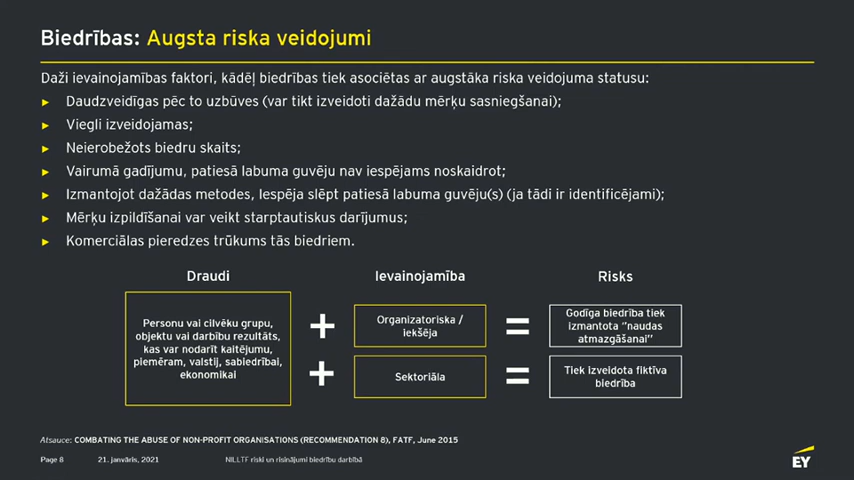 Biedrības: Augsta riska veidojumi
Daži ievainojamības faktori, kādēļ biedrības tiek asociētas ar augstāka riska veidojuma statusu:
► Daudzveidīgas pēc to uzbūves (var tikt izveidoti dažādu mērķu sasniegšanai);
► Viegli izveidojamas;
► Neierobežots biedru skaits;
► Vairumā gadījumu, patiesā labuma guvēju nav iespējams noskaidrot;
► Izmantojot dažādas metodes, Iespēja slēpt patiesā labuma guvēju(s) (ja tādi ir identificējami);
► Mērķu izpildīšanai var veikt starptautiskus darījumus;
► Komerciālas pieredzes trūkums tās biedriem.
Draudi
Ievainojamība
Risks
Personu vai cilvēku grupu,
objektu vai darbību rezultāts,
kas var nodarīt kaitējumu,
piemēram, valstij, sabiedrībai,
ekonomikai
+
Organizatoriska /
iekšēja
=
Godīga biedrība tiek
izmantota "naudas
atmazgāšanai"
+
Sektoriāla
=
Tiek izveidota fiktīva
biedrība
Atsauce: COMBATING THE ABUSE OF NON-PROFIT ORGANISATIONS (RECOMMENDATION 8), FATF, June 2015
Page 8
21. janvāris, 2021
NILLTF riski un risinājumi biedrību darbībā
EY